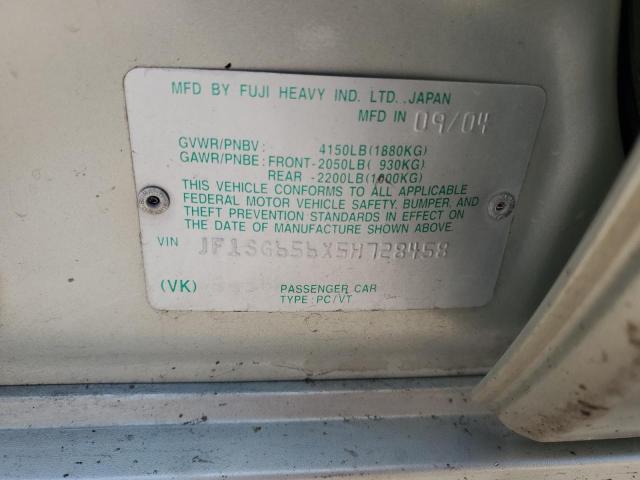 MFD BY FUJI HEAVY IND. LTD., JAPAN
MFD IN 09/04
GVWR/PNBV: 4150LB(1880KG)
GAWR/PNBE: FRONT-2050LB( 930KG)
REAR -2200LB(1000KG)
THIS VEHICLE CONFORMS TO ALL APPLICABLE
FEDERAL MOTOR VEHICLE SAFETY, BUMPER, AND
THEFT PREVENTION STANDARDS IN EFFECT ON
THE DATE OF MANUFACTURE SHOWN ABOVE.
VIN JF1SG656X5H728458
(VK) PASSENGER CAR
TYPE: PC/VT